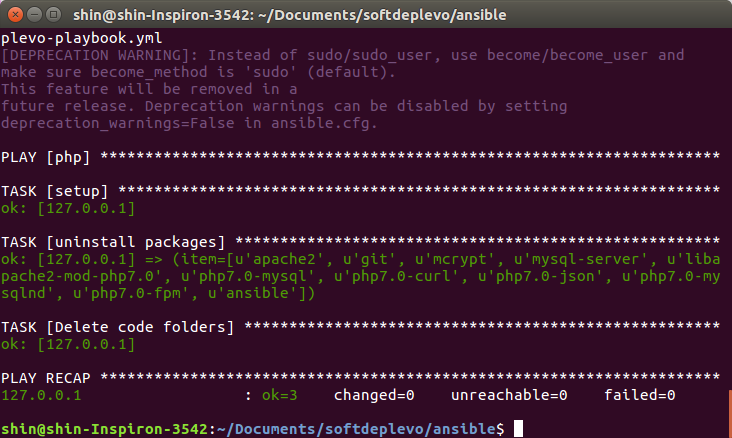 shin@shin-Inspiron-3542: ~/Documents/softdeplevo/ansible
plevo-playbook.yml
[DEPRECATION WARNING]: Instead of sudo/sudo_user, use become/become_user and
make sure become_method is 'sudo' (default).
This feature will be removed in a
future release. Deprecation warnings can be disabled by setting
deprecation_warnings=False in ansible.cfg.
PLAY [php] *********************************************************************
TASK [setup] *******************************************************************
ok: [127.0.0.1]
TASK [uninstall packages] ******************************************************
ok: [127.0.0.1] => (item=[u'apache2', u'git', u'mcrypt', u'mysql-server', u'liba
pache2-mod-php7.0', u'php7.0-mysql', u'php7.0-curl', u'php7.0-json', u'php7.0-my
sqlnd', u'php7.0-fpm', u'ansible'])
TASK [Delete code folders] *****************************************************
ok: [127.0.0.1]
PLAY RECAP *********************************************************************
127.0.0.1                  : ok=3    changed=0    unreachable=0    failed=0
shin@shin-Inspiron-3542:~/Documents/softdeplevo/ansible$